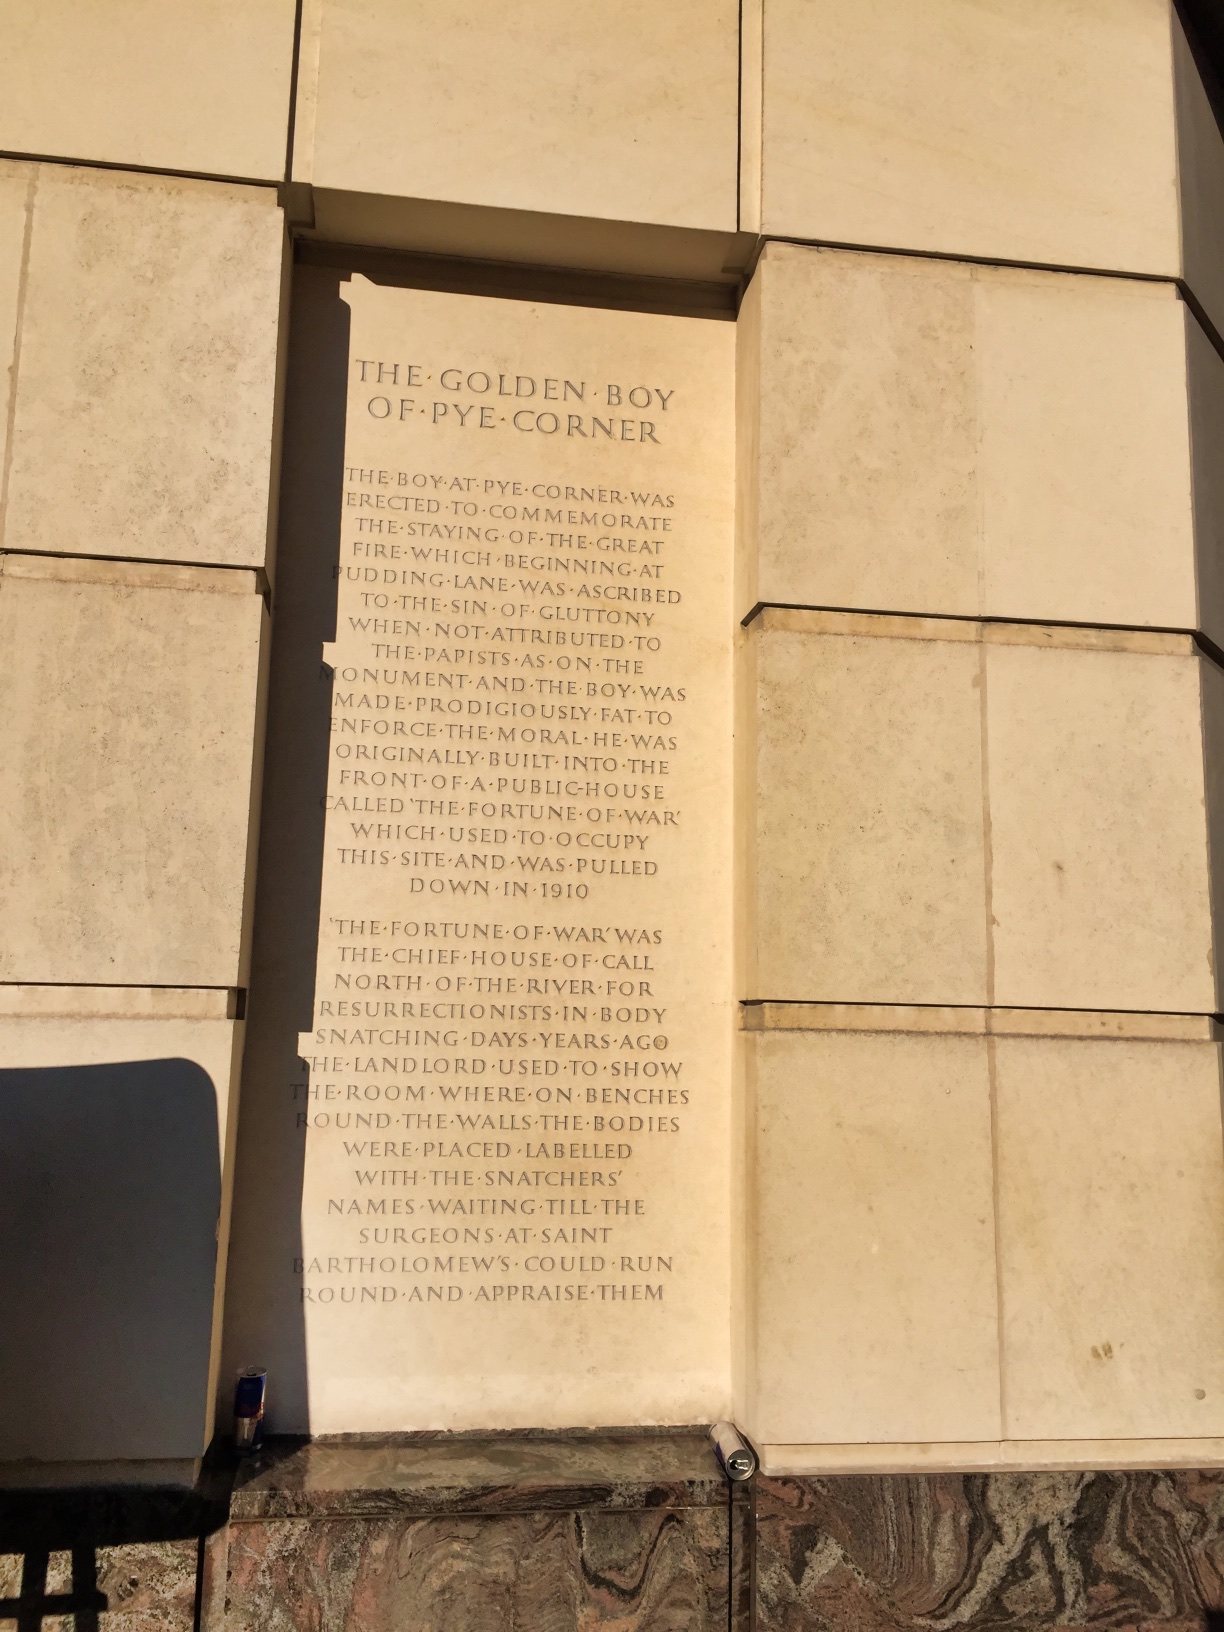 THE·GOLDEN·BOY
OF·PYE·CORNER
THE·BOY·AT·PYE·CORNER·WAS
ERECTED·TO·COMMEMORATE
THE·STAYING·OF·THE·GREAT
FIRE·WHICH·BEGINNING·AT
PUDDING·LANE·WAS·ASCRIBED
TO·THE·SIN·OF·GLUTTONY
WHEN·NOT·ATTRIBUTED·TO
THE·PAPISTS·AS·ON·THE
MONUMENT·AND·THE·BOY·WAS
MADE·PRODIGIOUSLY·FAT·TO
ENFORCE·THE·MORAL·HE·WAS
ORIGINALLY·BUILT·INTO·THE
FRONT·OF·A·PUBLIC-HOUSE
CALLED 'THE·FORTUNE·OF·WAR'
WHICH·USED·TO·OCCUPY
THIS·SITE·AND·WAS·PULLED
DOWN·IN·1910
'THE·FORTUNE·OF·WAR' WAS
THE·CHIEF·HOUSE·OF·CALL
NORTH·OF·THE·RIVER·FOR
RESURRECTIONISTS·IN·BODY
SNATCHING·DAYS·YEARS·AGO
THE·LANDLORD·USED·TO·SHOW
THE·ROOM·WHERE·ON·BENCHES
ROUND·THE·WALLS·THE·BODIES
WERE·PLACED·LABELLED
WITH·THE·SNATCHERS'
NAMES·WAITING·TILL·THE
SURGEONS·AT·SAINT
BARTHOLOMEW'S·COULD·RUN
ROUND·AND·APPRAISE·THEM